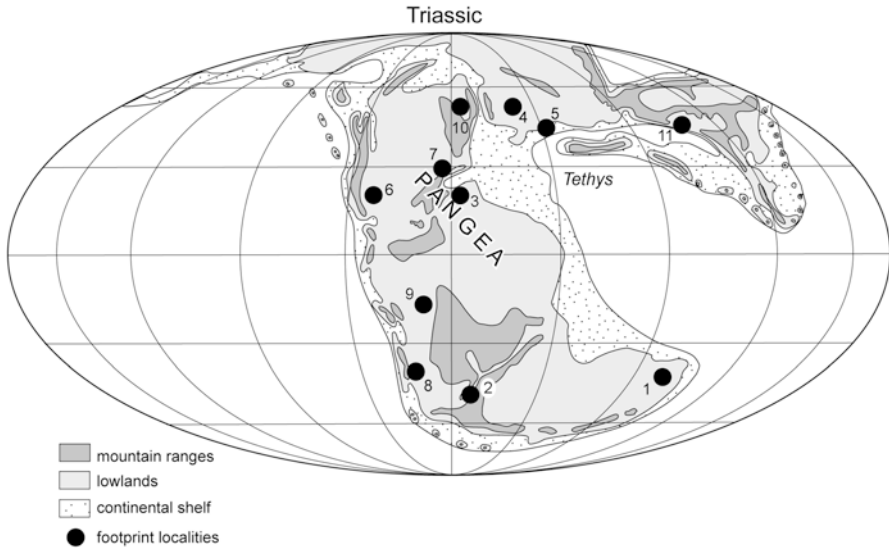 Triassic
10
4
5
11
7
Tethys
6
3
PANGEA
9
8
2
1
mountain ranges
lowlands
continental shelf
footprint localities